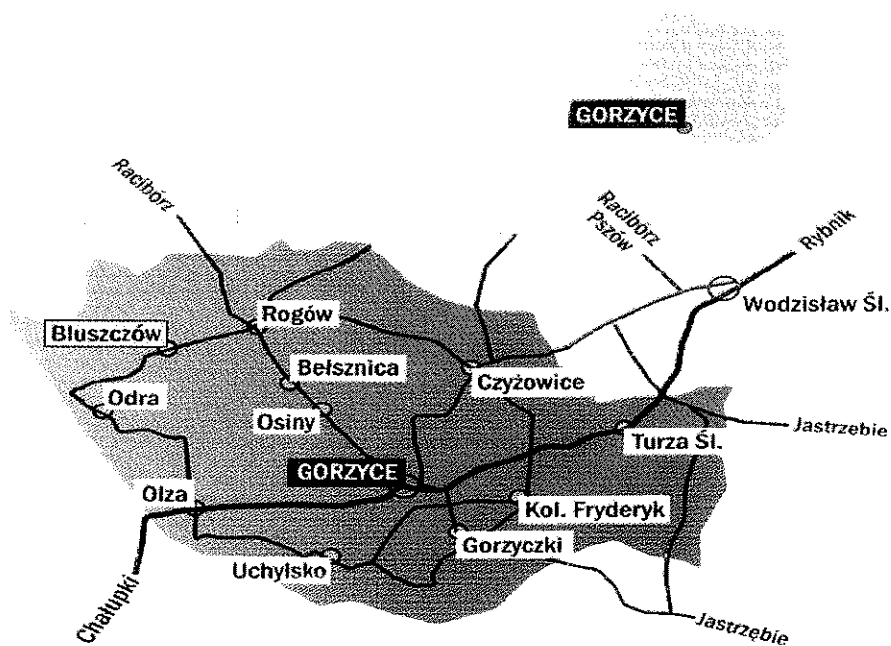 GORZYCE
Racibórz
Racibórz
Pszów
Rybnik
Wodzisław Śl.
Rogów
Bluszczów
Bełsznica
Czyżowice
Odra
Osiny
Jastrzebie
Turza Śl.
GORZYCE
Olza
Kol. Fryderyk
Gorzyczki
Uchylsko
Chałupki
Jastrzębie